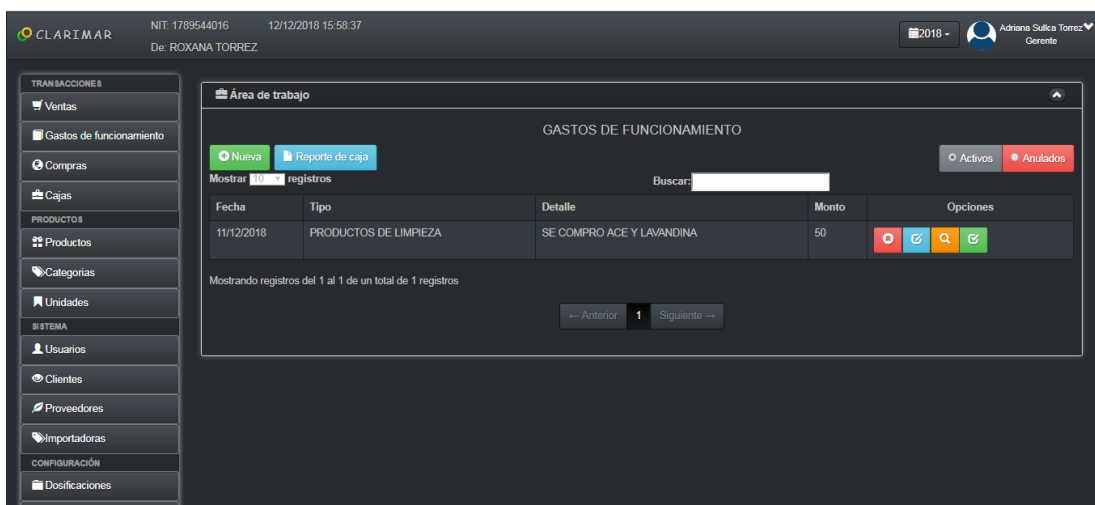 CLARIMAR
NIT: 1789544016 12/12/2018 15:58:37
De: ROXANA TORREZ
2018
Adriana Sullca Torrez
Gerente
TRANSACCIONES
Ventas
Gastos de funcionamiento
Compras
Cajas
PRODUCTOS
Productos
Categorias
Unidades
SISTEMA
Usuarios
Clientes
Proveedores
Importadoras
CONFIGURACIÓN
Dosificaciones
Área de trabajo
GASTOS DE FUNCIONAMIENTO
Nueva Reporte de caja Activos Anulados
Mostrar 10 registros Buscar:
Fecha Tipo Detalle Monto Opciones
11/12/2018 PRODUCTOS DE LIMPIEZA SE COMPRO ACE Y LAVANDINA 50
Mostrando registros del 1 al 1 de un total de 1 registros
← Anterior 1 Siguiente →